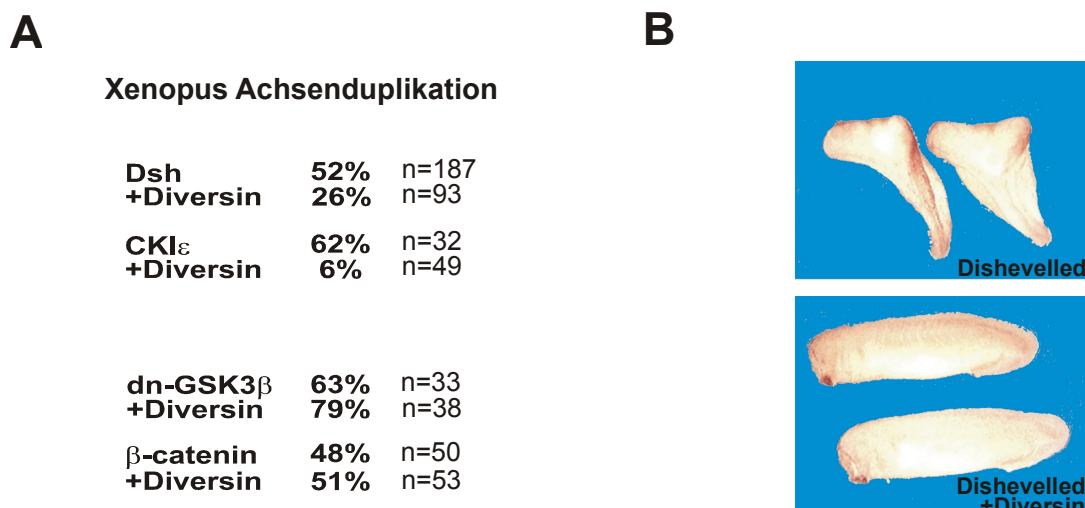 A
Xenopus Achsenduplikation
Dsh 52% n=187
+Diversin 26% n=93
CKIε 62% n=32
+Diversin 6% n=49
dn-GSK3β 63% n=33
+Diversin 79% n=38
β-catenin 48% n=50
+Diversin 51% n=53
B
Dishevelled
Dishevelled
+Diversin